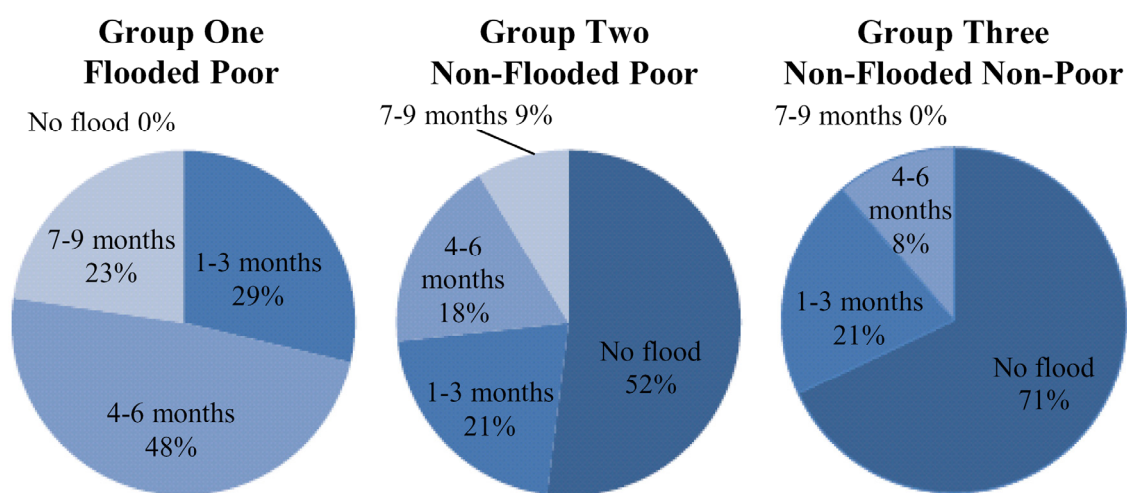 Group One
Flooded Poor
No flood 0%
7-9 months
23%
1-3 months
29%
4-6 months
48%
Group Two
Non-Flooded Poor
7-9 months 9%
4-6
months
18%
1-3 months
21%
No flood
52%
Group Three
Non-Flooded Non-Poor
7-9 months 0%
4-6
months
8%
1-3 months
21%
No flood
71%